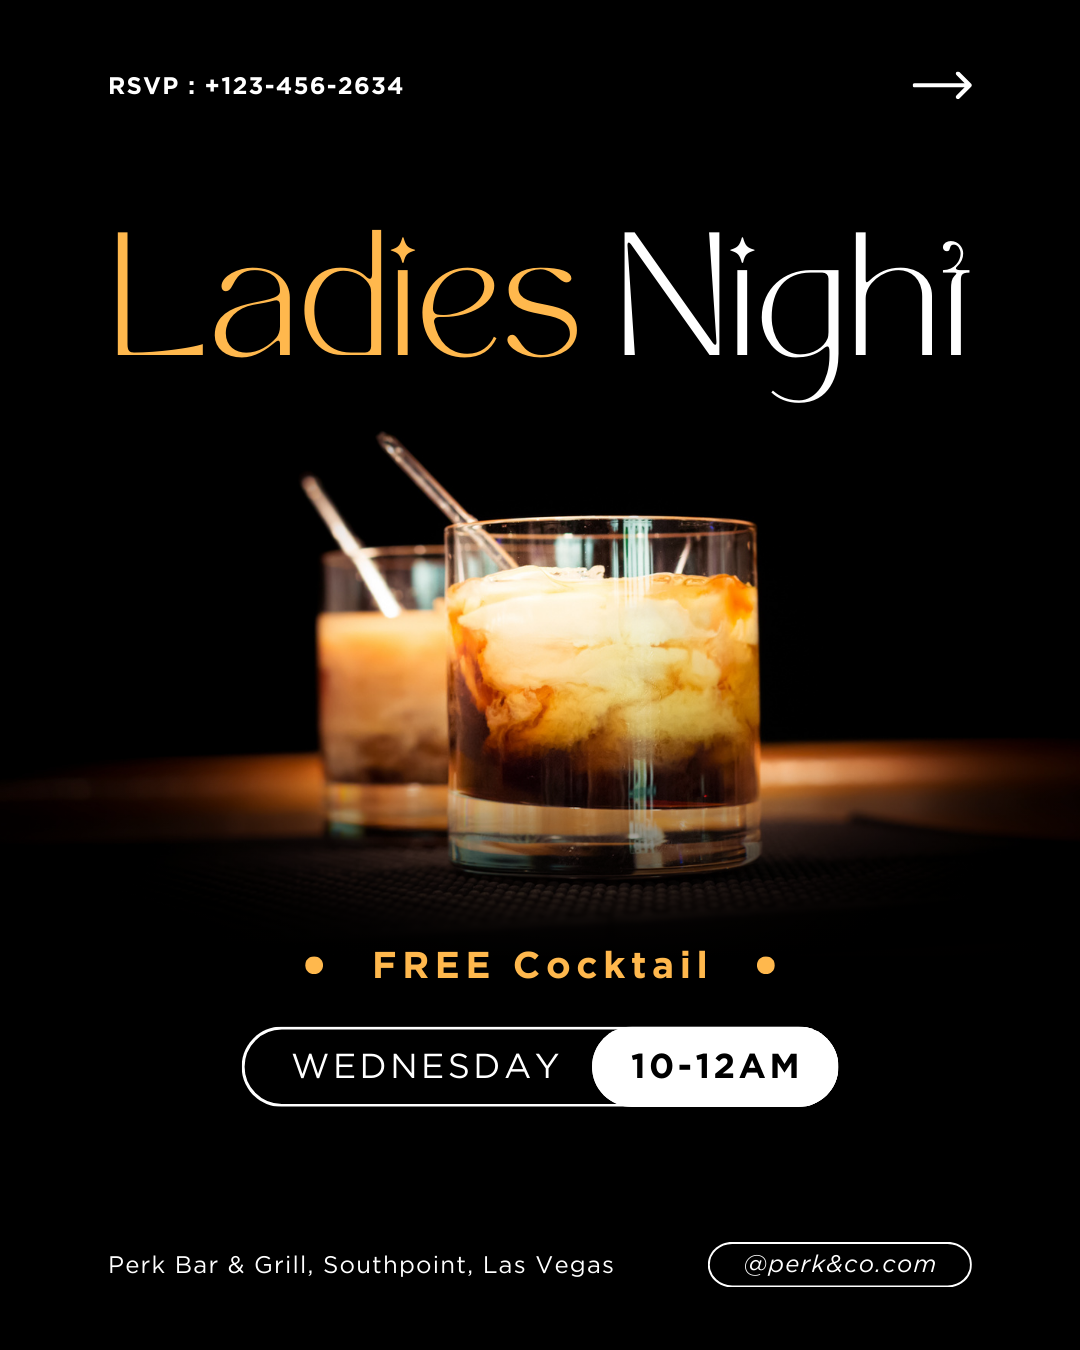 RSVP : +123-456-2634
Ladies Night
FREE Cocktail
WEDNESDAY 10-12AM
Perk Bar & Grill, Southpoint, Las Vegas
@perk&co.com